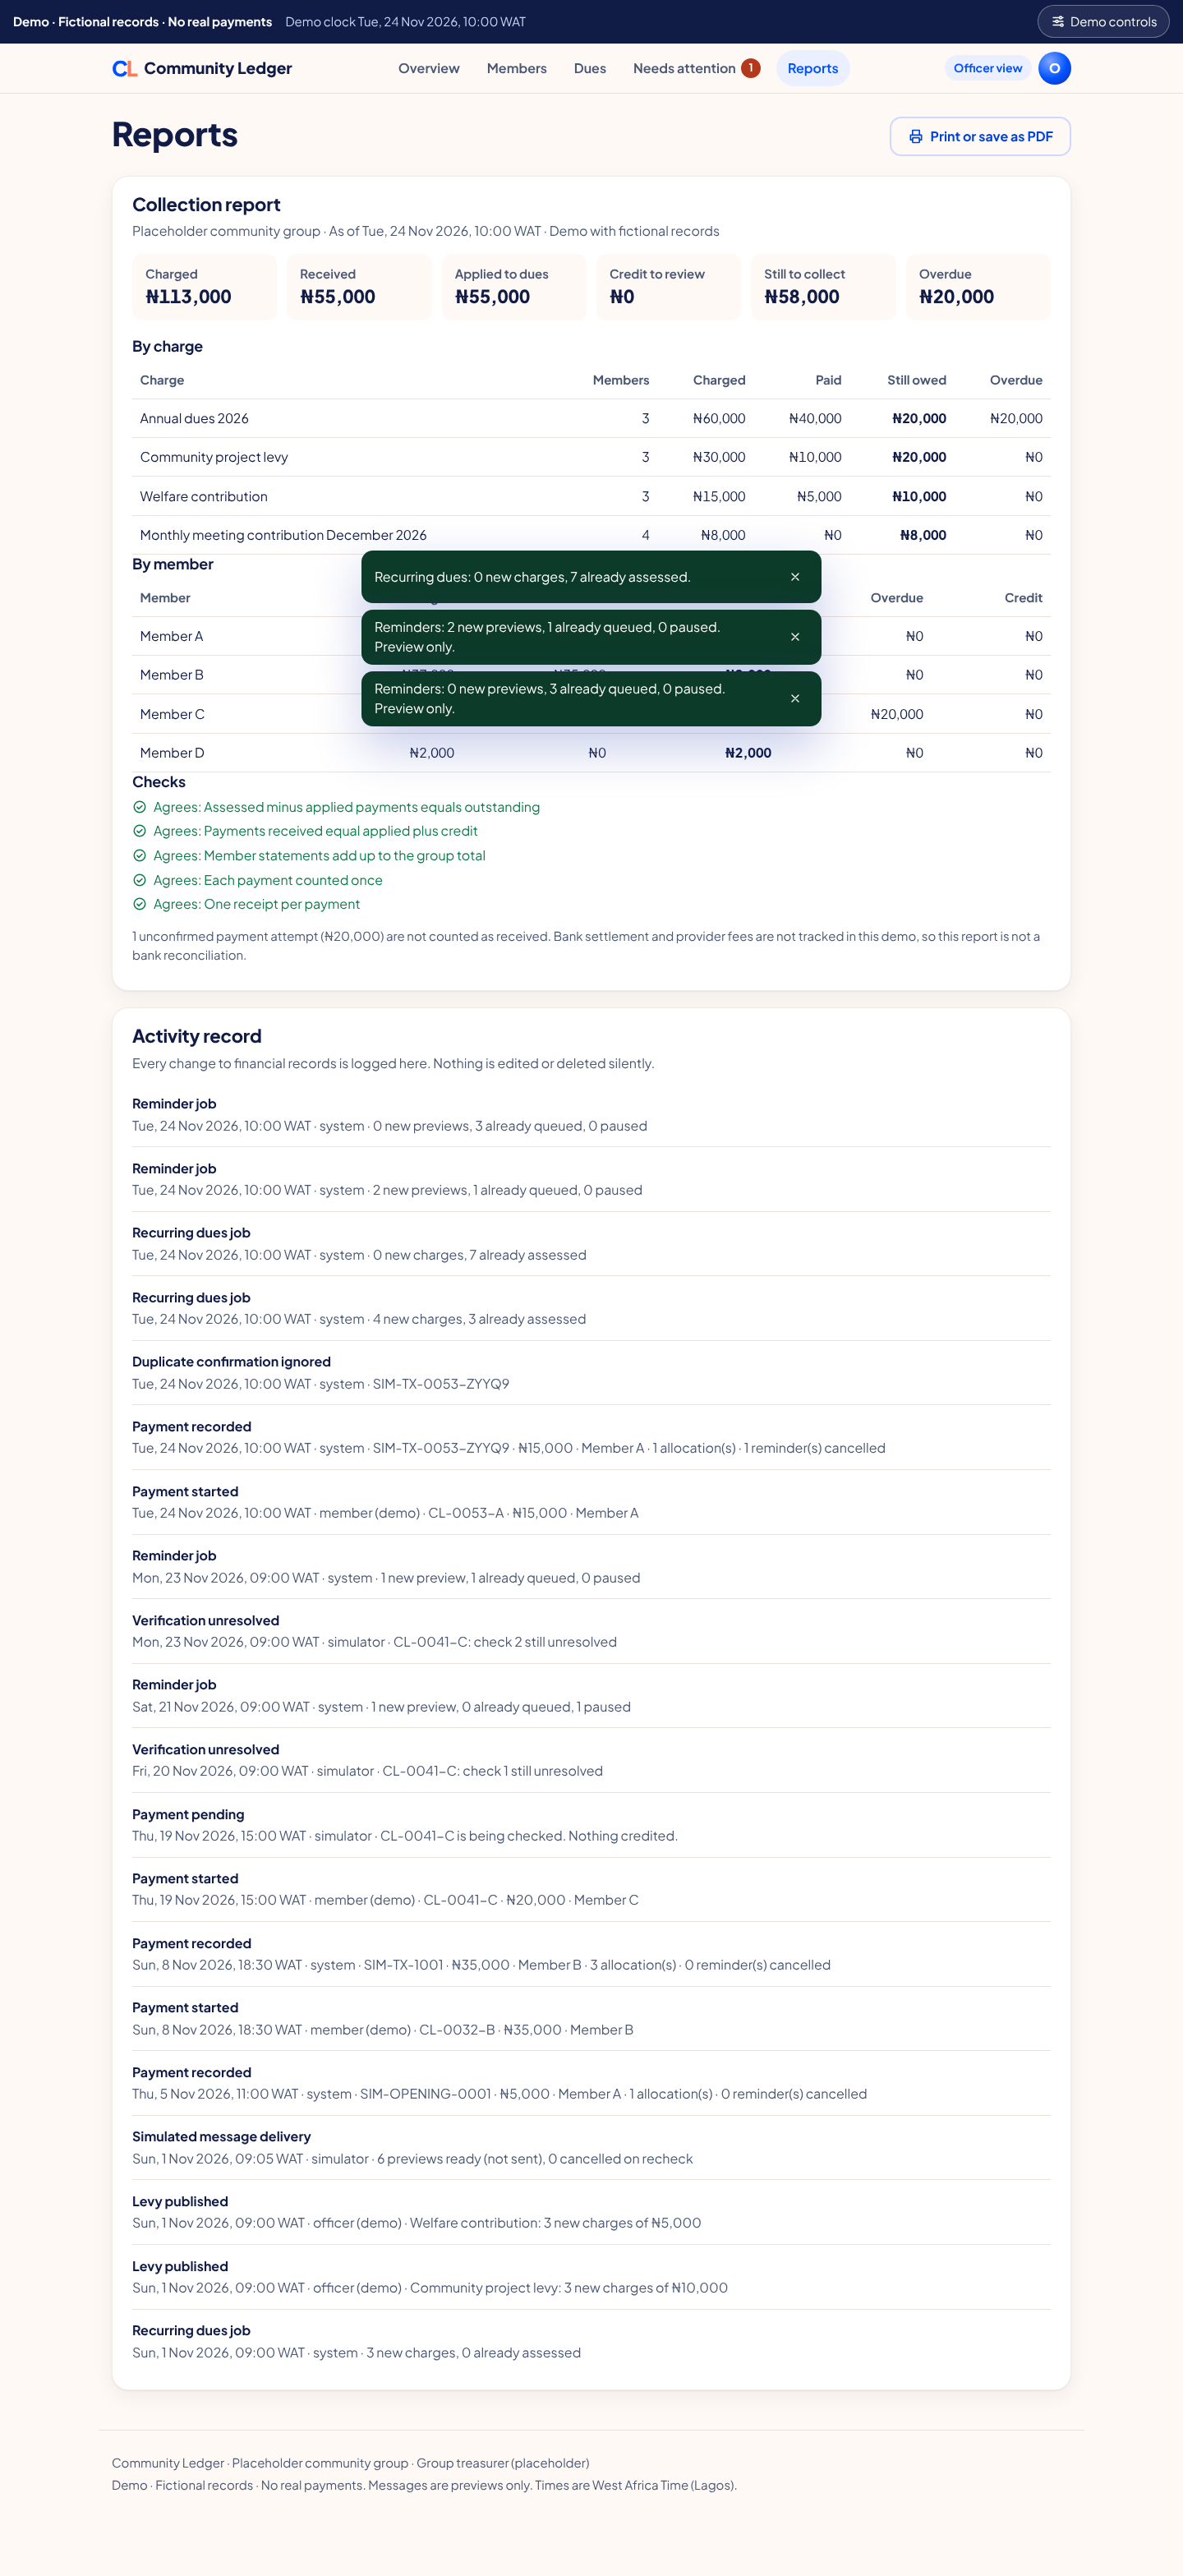 Demo · Fictional records · No real payments Demo clock Tue, 24 Nov 2026, 10:00 WAT Demo controls
CL Community Ledger Overview Members Dues Needs attention 1 Reports Officer view O
Reports Print or save as PDF
Collection report
Placeholder community group · As of Tue, 24 Nov 2026, 10:00 WAT · Demo with fictional records
Charged Received Applied to dues Credit to review Still to collect Overdue
₦113,000 ₦55,000 ₦55,000 ₦0 ₦58,000 ₦20,000
By charge
Charge Members Charged Paid Still owed Overdue
Annual dues 2026 3 ₦60,000 ₦40,000 ₦20,000 ₦20,000
Community project levy 3 ₦30,000 ₦10,000 ₦20,000 ₦0
Welfare contribution 3 ₦15,000 ₦5,000 ₦10,000 ₦0
Monthly meeting contribution December 2026 4 ₦8,000 ₦0 ₦8,000 ₦0
By member
Recurring dues: 0 new charges, 7 already assessed. ×
Member Overdue Credit
Reminders: 2 new previews, 1 already queued, 0 paused. ×
Preview only.
Member A ₦0 ₦0
Member B ₦0 ₦0
Reminders: 0 new previews, 3 already queued, 0 paused. ×
Preview only.
Member C ₦20,000 ₦0
Member D ₦2,000 ₦0 ₦2,000 ₦0 ₦0
Checks
Agrees: Assessed minus applied payments equals outstanding
Agrees: Payments received equal applied plus credit
Agrees: Member statements add up to the group total
Agrees: Each payment counted once
Agrees: One receipt per payment
1 unconfirmed payment attempt (₦20,000) are not counted as received. Bank settlement and provider fees are not tracked in this demo, so this report is not a
bank reconciliation.
Activity record
Every change to financial records is logged here. Nothing is edited or deleted silently.
Reminder job
Tue, 24 Nov 2026, 10:00 WAT · system · 0 new previews, 3 already queued, 0 paused
Reminder job
Tue, 24 Nov 2026, 10:00 WAT · system · 2 new previews, 1 already queued, 0 paused
Recurring dues job
Tue, 24 Nov 2026, 10:00 WAT · system · 0 new charges, 7 already assessed
Recurring dues job
Tue, 24 Nov 2026, 10:00 WAT · system · 4 new charges, 3 already assessed
Duplicate confirmation ignored
Tue, 24 Nov 2026, 10:00 WAT · system · SIM-TX-0053-ZYYQ9
Payment recorded
Tue, 24 Nov 2026, 10:00 WAT · system · SIM-TX-0053-ZYYQ9 · ₦15,000 · Member A · 1 allocation(s) · 1 reminder(s) cancelled
Payment started
Tue, 24 Nov 2026, 10:00 WAT · member (demo) · CL-0053-A · ₦15,000 · Member A
Reminder job
Mon, 23 Nov 2026, 09:00 WAT · system · 1 new preview, 1 already queued, 0 paused
Verification unresolved
Mon, 23 Nov 2026, 09:00 WAT · simulator · CL-0041-C: check 2 still unresolved
Reminder job
Sat, 21 Nov 2026, 09:00 WAT · system · 1 new preview, 0 already queued, 1 paused
Verification unresolved
Fri, 20 Nov 2026, 09:00 WAT · simulator · CL-0041-C: check 1 still unresolved
Payment pending
Thu, 19 Nov 2026, 15:00 WAT · simulator · CL-0041-C is being checked. Nothing credited.
Payment started
Thu, 19 Nov 2026, 15:00 WAT · member (demo) · CL-0041-C · ₦20,000 · Member C
Payment recorded
Sun, 8 Nov 2026, 18:30 WAT · system · SIM-TX-1001 · ₦35,000 · Member B · 3 allocation(s) · 0 reminder(s) cancelled
Payment started
Sun, 8 Nov 2026, 18:30 WAT · member (demo) · CL-0032-B · ₦35,000 · Member B
Payment recorded
Thu, 5 Nov 2026, 11:00 WAT · system · SIM-OPENING-0001 · ₦5,000 · Member A · 1 allocation(s) · 0 reminder(s) cancelled
Simulated message delivery
Sun, 1 Nov 2026, 09:05 WAT · simulator · 6 previews ready (not sent), 0 cancelled on recheck
Levy published
Sun, 1 Nov 2026, 09:00 WAT · officer (demo) · Welfare contribution: 3 new charges of ₦5,000
Levy published
Sun, 1 Nov 2026, 09:00 WAT · officer (demo) · Community project levy: 3 new charges of ₦10,000
Recurring dues job
Sun, 1 Nov 2026, 09:00 WAT · system · 3 new charges, 0 already assessed
Community Ledger · Placeholder community group · Group treasurer (placeholder)
Demo · Fictional records · No real payments. Messages are previews only. Times are West Africa Time (Lagos).